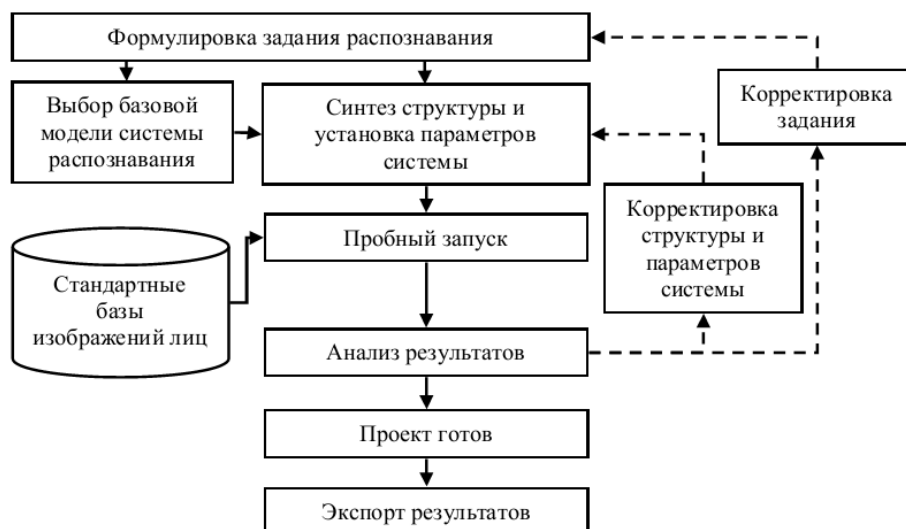 Формулировка задания распознавания
Выбор базовой
модели системы
распознавания
Синтез структуры и
установка параметров
системы
Корректировка
задания
Пробный запуск
Корректировка
структуры и
параметров
системы
Стандартные
базы
изображений лиц
Анализ результатов
Проект готов
Экспорт результатов